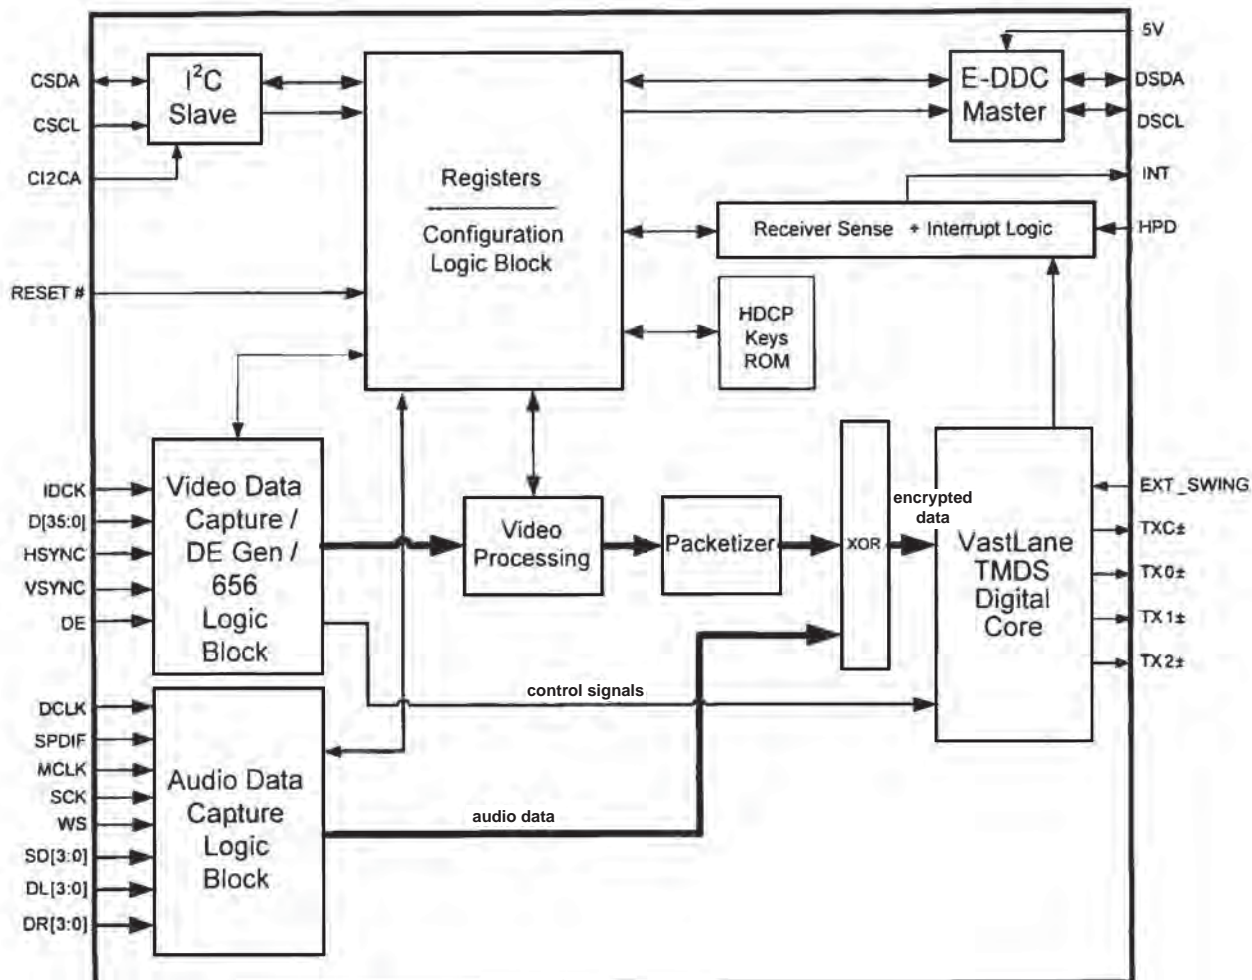 5V
CSDA
I²C
Slave
E-DDC
Master
DSDA
CSCL
DSCL
CI2CA
INT
Registers
Configuration
Logic Block
Receiver Sense + Interrupt Logic
HPD
RESET #
HDCP
Keys
ROM
Video Data
Capture /
DE Gen /
656
Logic
Block
IDCK
D[35:0]
HSYNC
VSYNC
DE
Video
Processing
Packetizer
XOR
encrypted
data
VastLane
TMDS
Digital
Core
EXT_SWING
TXC±
TX0±
TX1±
TX2±
control signals
DCLK
SPDIF
MCLK
SCK
WS
SD[3:0]
DL[3:0]
DR[3:0]
Audio Data
Capture
Logic
Block
audio data